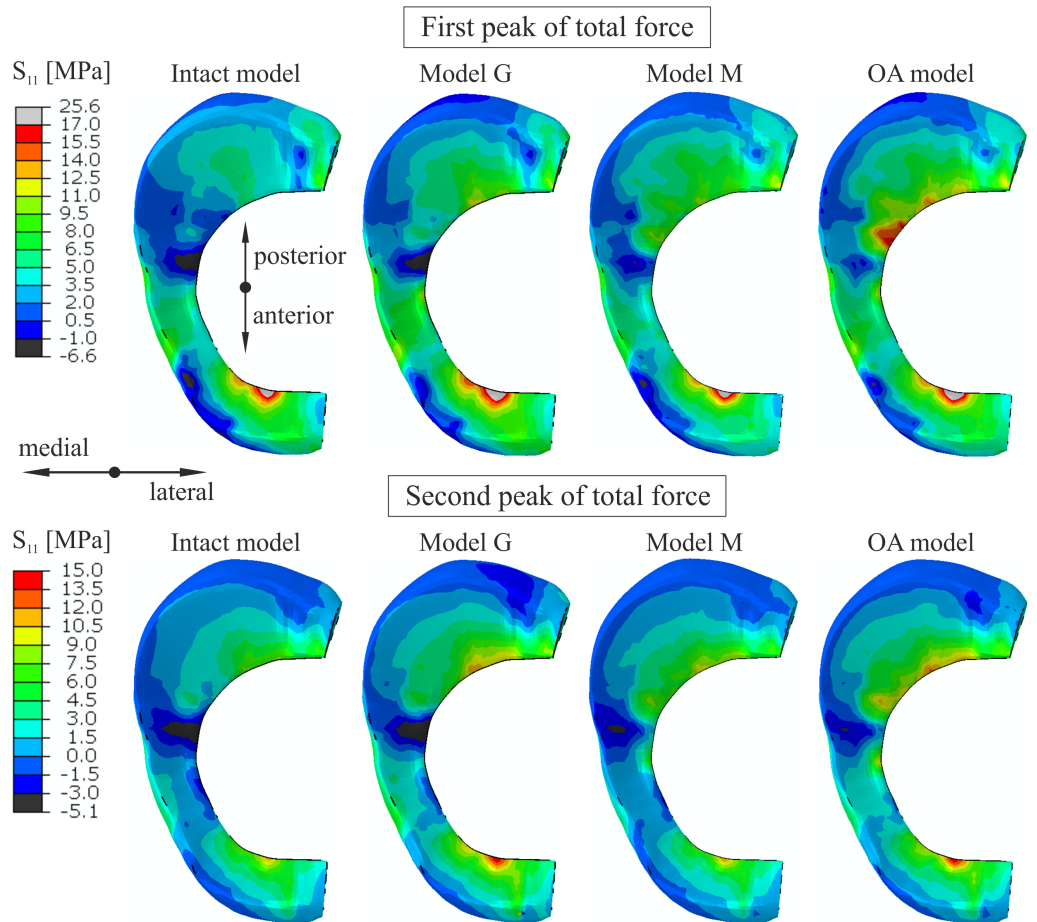 First peak of total force
S₁₁ [MPa]
Intact model
Model G
Model M
OA model
25.6
17.0
15.5
14.0
12.5
11.0
9.5
8.0
6.5
5.0
3.5
2.0
0.5
-1.0
-6.6
posterior
anterior
medial
lateral
Second peak of total force
S₁₁ [MPa]
Intact model
Model G
Model M
OA model
15.0
13.5
12.0
10.5
9.0
7.5
6.0
4.5
3.0
1.5
0.0
-1.5
-3.0
-5.1